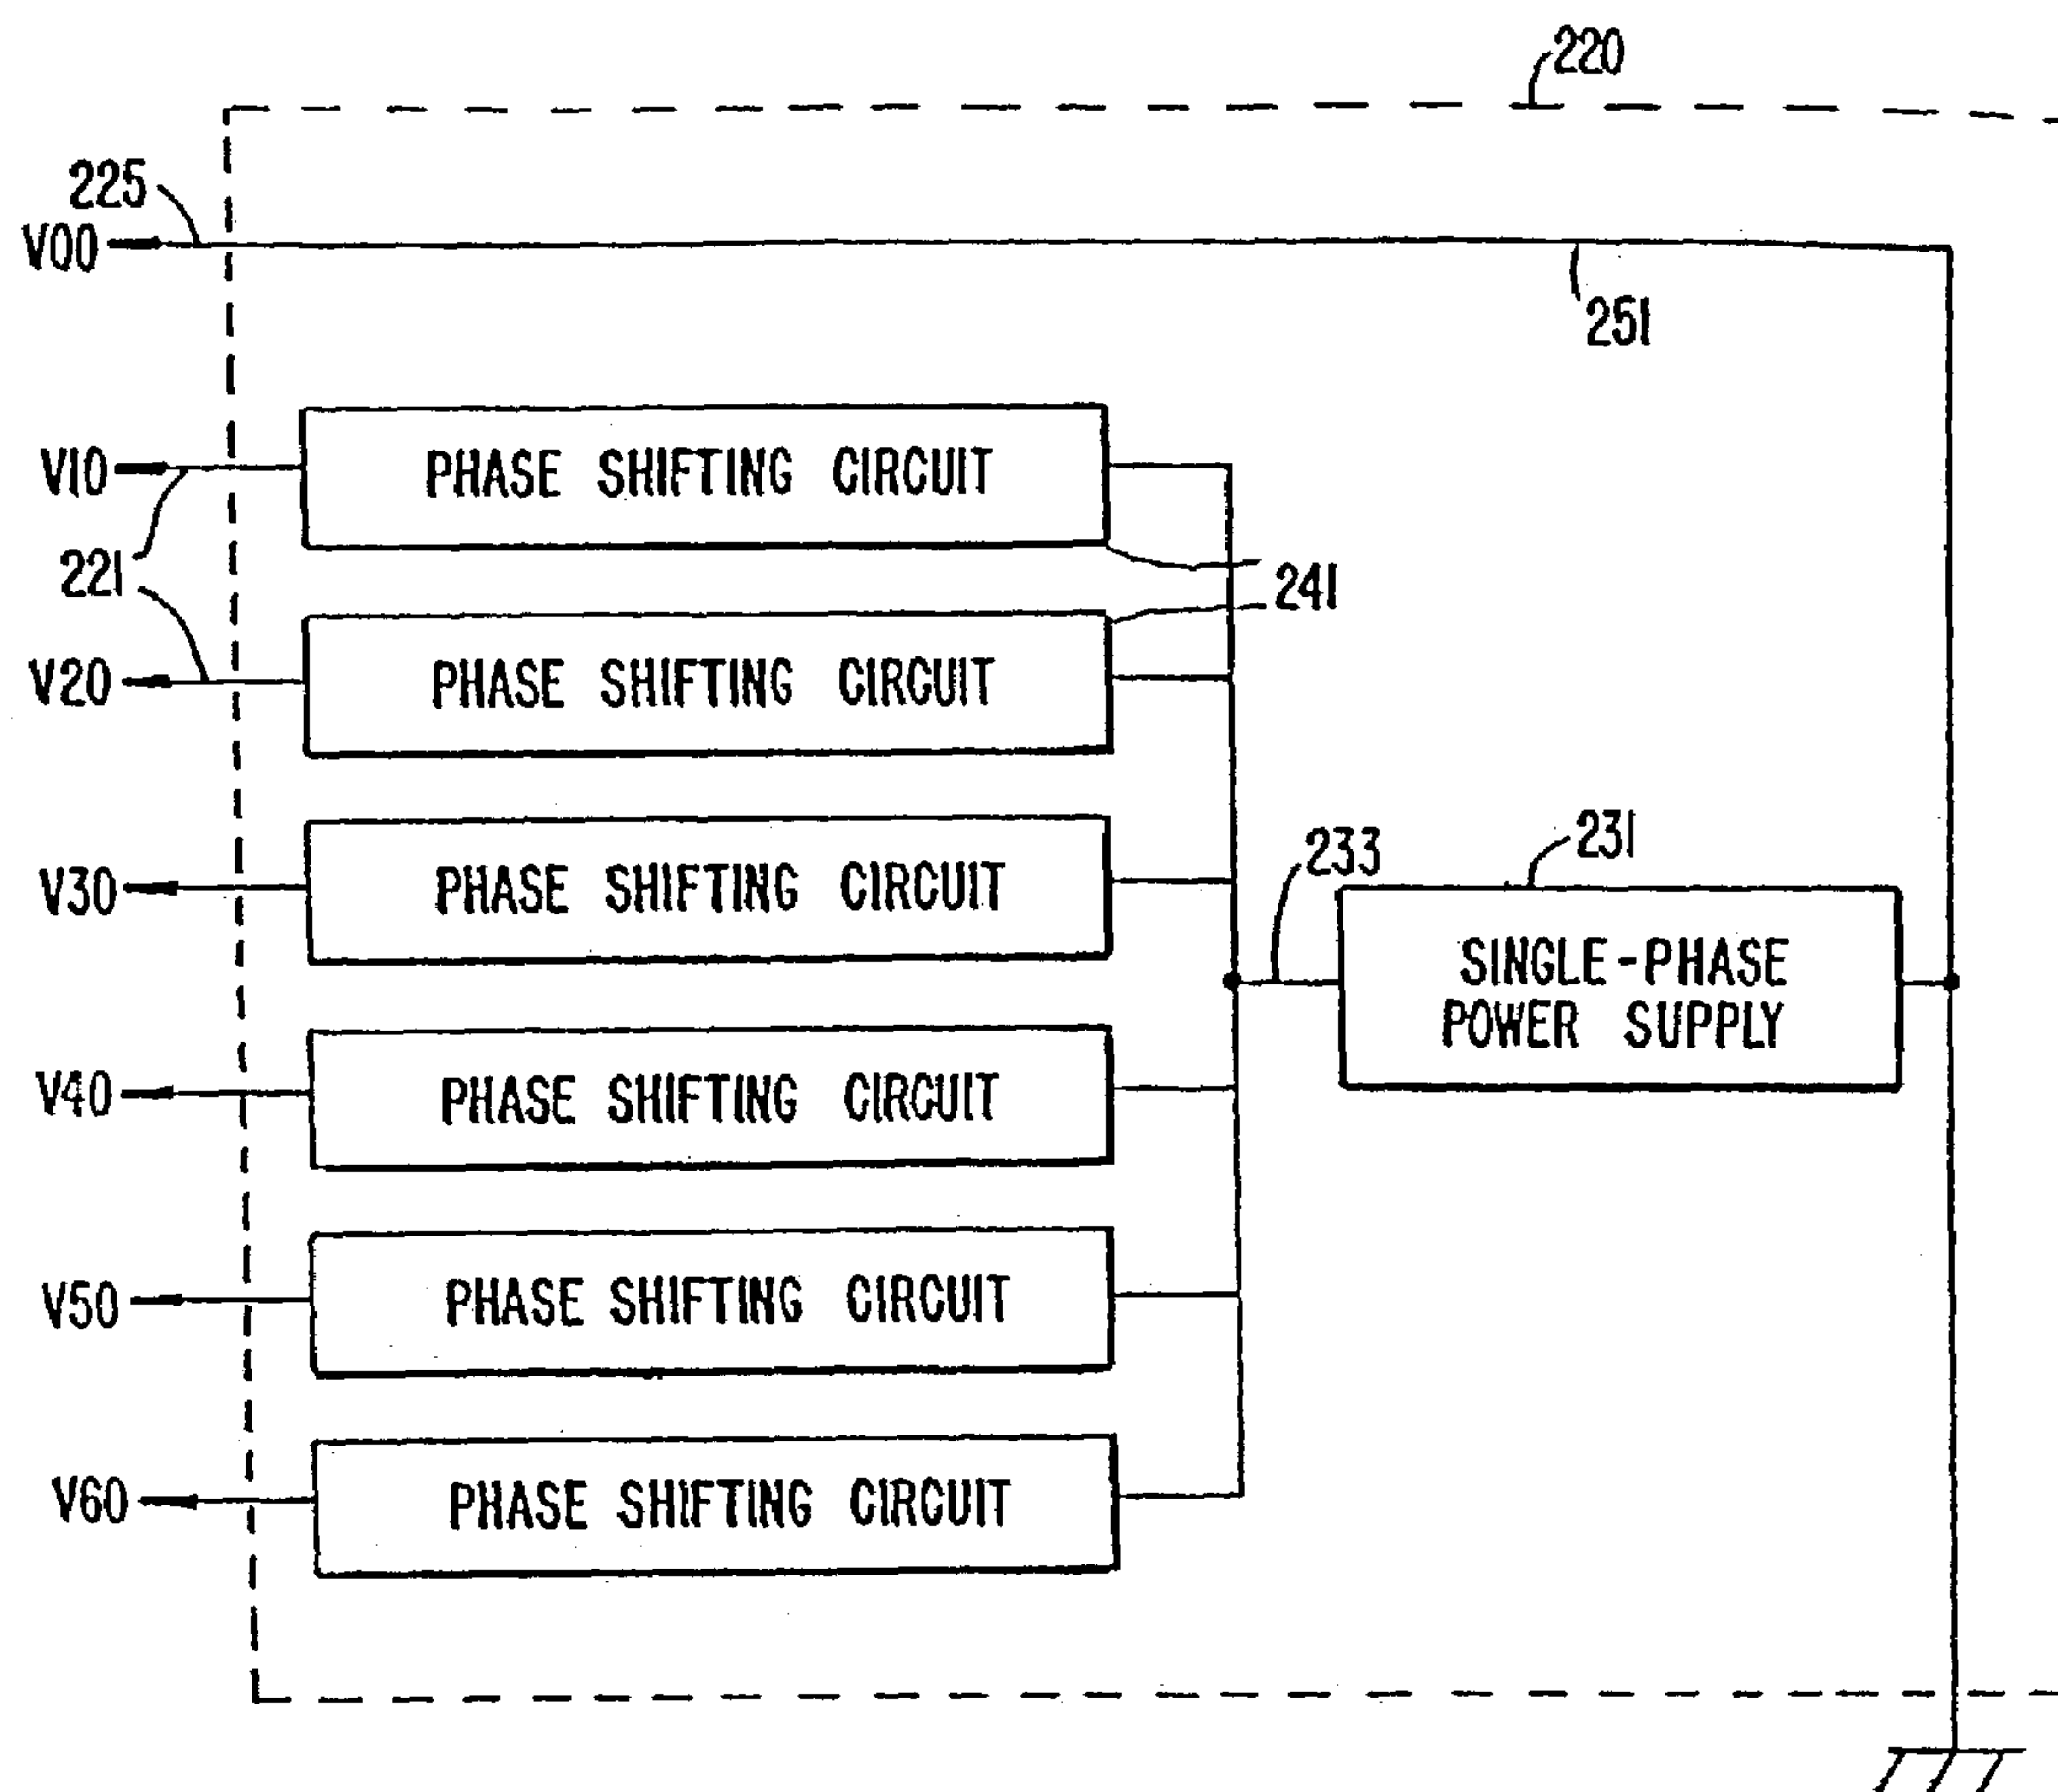 220
225
V00
251
V10
PHASE SHIFTING CIRCUIT
221
241
V20
PHASE SHIFTING CIRCUIT
V30
PHASE SHIFTING CIRCUIT
233
231
SINGLE-PHASE
POWER SUPPLY
V40
PHASE SHIFTING CIRCUIT
V50
PHASE SHIFTING CIRCUIT
V60
PHASE SHIFTING CIRCUIT